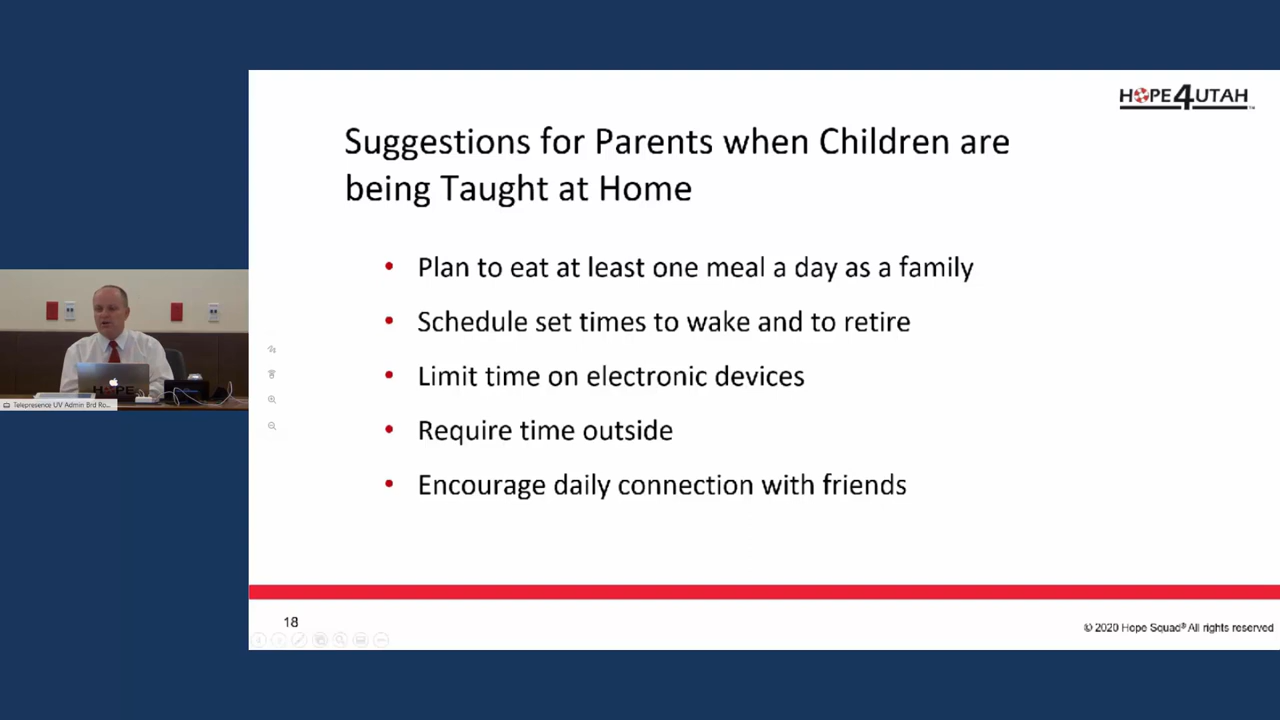 HOPE4UTAH
Suggestions for Parents when Children are
being Taught at Home
• Plan to eat at least one meal a day as a family
• Schedule set times to wake and to retire
• Limit time on electronic devices
• Require time outside
• Encourage daily connection with friends
HOPE
Telepresence UV Admin Brd Ro...
18
© 2020 Hope Squad® All rights reserved